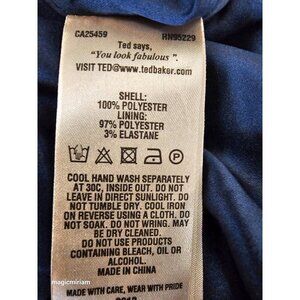 CA25459 RN95229
Ted says,
"You look fabulous".
VISIT TED@www.tedbaker.com
SHELL:
100% POLYESTER
LINING:
97% POLYESTER
3% ELASTANE
P
COOL HAND WASH SEPARATELY
AT 30C, INSIDE OUT. DO NOT
LEAVE IN DIRECT SUNLIGHT. DO
NOT TUMBLE DRY. COOL IRON
ON REVERSE USING A CLOTH. DO
NOT SOAK. DO NOT WRING. MAY
BE DRY CLEANED.
DO NOT USE PRODUCTS
CONTAINING BLEACH, OIL OR
ALCOHOL.
MADE IN CHINA
MADE WITH CARE, WEAR WITH PRIDE
magicmiriam